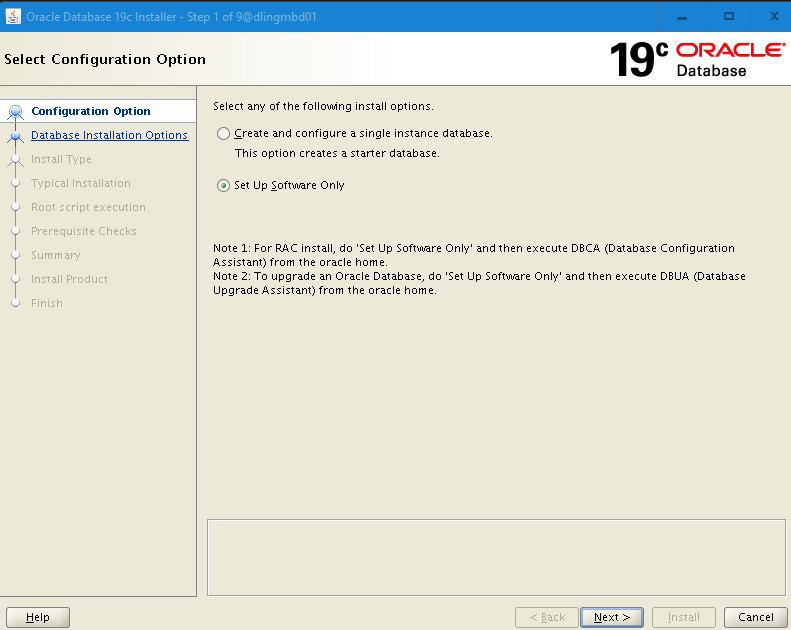 Oracle Database 19c Installer - Step 1 of 9@dlingmbd01
Select Configuration Option
19c ORACLE
Database
Configuration Option
Database Installation Options
Install Type
Typical Installation
Root script execution
Prerequisite Checks
Summary
Install Product
Finish
Select any of the following install options.
Create and configure a single instance database.
This option creates a starter database.
Set Up Software Only
Note 1: For RAC install, do 'Set Up Software Only' and then execute DBCA (Database Configuration
Assistant) from the oracle home.
Note 2: To upgrade an Oracle Database, do 'Set Up Software Only' and then execute DBUA (Database
Upgrade Assistant) from the oracle home.
Help
< Back
Next >
Install
Cancel